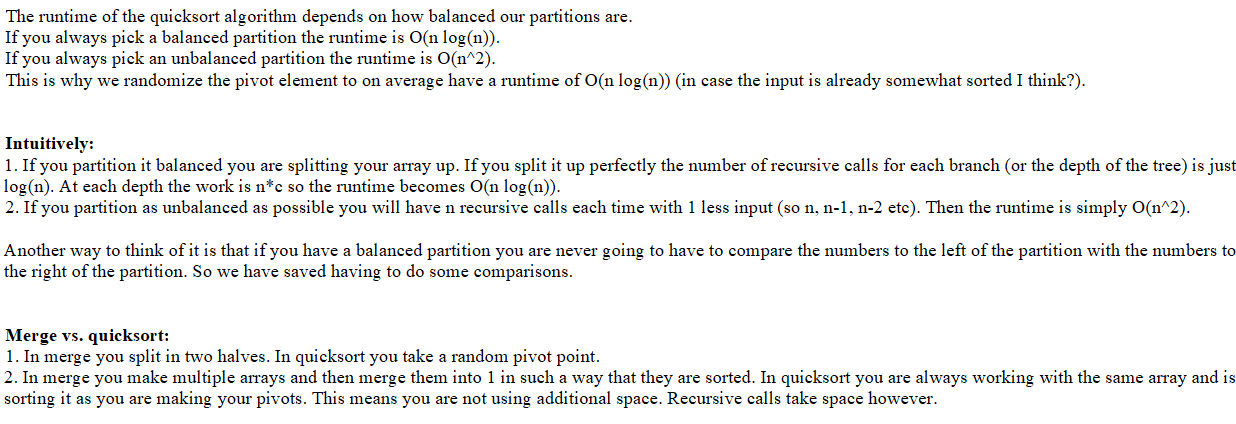 The runtime of the quicksort algorithm depends on how balanced our partitions are.
If you always pick a balanced partition the runtime is O(n log(n)).
If you always pick an unbalanced partition the runtime is O(n^2).
This is why we randomize the pivot element to on average have a runtime of O(n log(n)) (in case the input is already somewhat sorted I think?).
Intuitively:
1. If you partition it balanced you are splitting your array up. If you split it up perfectly the number of recursive calls for each branch (or the depth of the tree) is just
log(n). At each depth the work is n*c so the runtime becomes O(n log(n)).
2. If you partition as unbalanced as possible you will have n recursive calls each time with 1 less input (so n, n-1, n-2 etc). Then the runtime is simply O(n^2).
Another way to think of it is that if you have a balanced partition you are never going to have to compare the numbers to the left of the partition with the numbers to
the right of the partition. So we have saved having to do some comparisons.
Merge vs. quicksort:
1. In merge you split in two halves. In quicksort you take a random pivot point.
2. In merge you make multiple arrays and then merge them into 1 in such a way that they are sorted. In quicksort you are always working with the same array and is
sorting it as you are making your pivots. This means you are not using additional space. Recursive calls take space however.